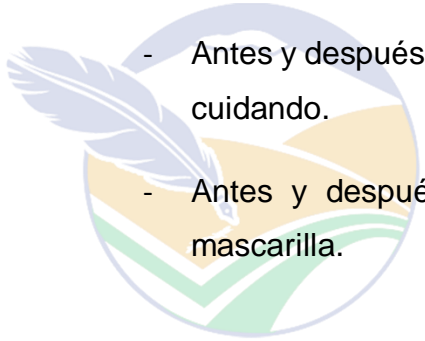 - Antes y después
cuidando.
- Antes y despué
mascarilla.